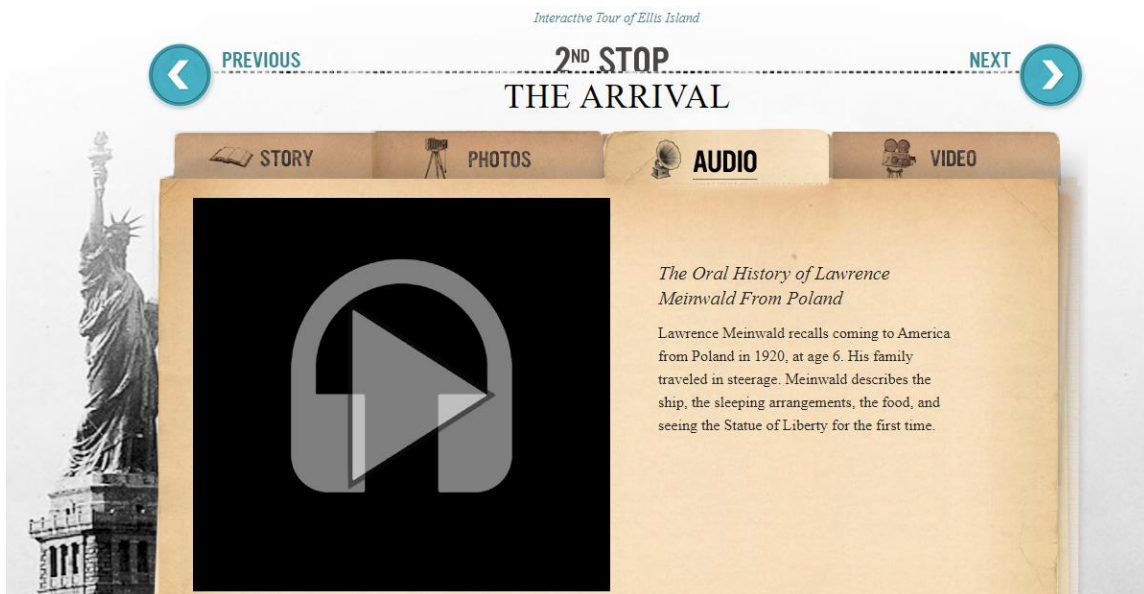 Interactive Tour of Ellis Island
PREVIOUS
2ND STOP
NEXT
THE ARRIVAL
STORY
PHOTOS
AUDIO
VIDEO
The Oral History of Lawrence
Meinwald From Poland
Lawrence Meinwald recalls coming to America
from Poland in 1920, at age 6. His family
traveled in steerage. Meinwald describes the
ship, the sleeping arrangements, the food, and
seeing the Statue of Liberty for the first time.